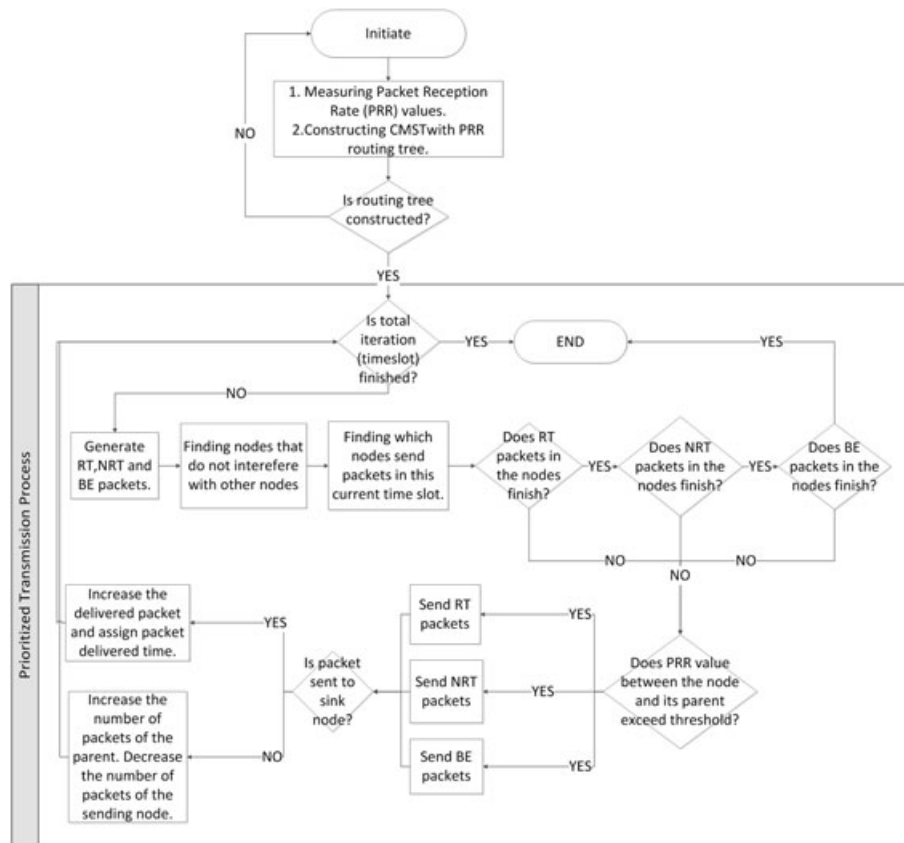 Initiate
1. Measuring Packet Reception
Rate (PRR) values.
2.Constructing CMSTwith PRR
routing tree.
NO
Is routing tree
constructed?
YES
Prioritized Transmission Process
Is total
iteration
(timeslot)
finished?
YES
END
YES
NO
Generate
RT,NRT and
BE packets.
Finding nodes that
do not interefere
with other nodes
Finding which
nodes send
packets in this
current time slot.
Does RT
packets in
the nodes
finish?
YES
Does NRT
packets in the
nodes finish?
YES
Does BE
packets in the
nodes finish?
NO
NO
NO
Increase the
delivered packet
and assign packet
delivered time.
YES
Is packet
sent to
sink
node?
Send RT
packets
YES
Does PRR value
between the node
and its parent
exceed threshold?
Send NRT
packets
YES
Increase the
number of
packets of the
parent. Decrease
the number of
packets of the
sending node.
NO
Send BE
packets
YES